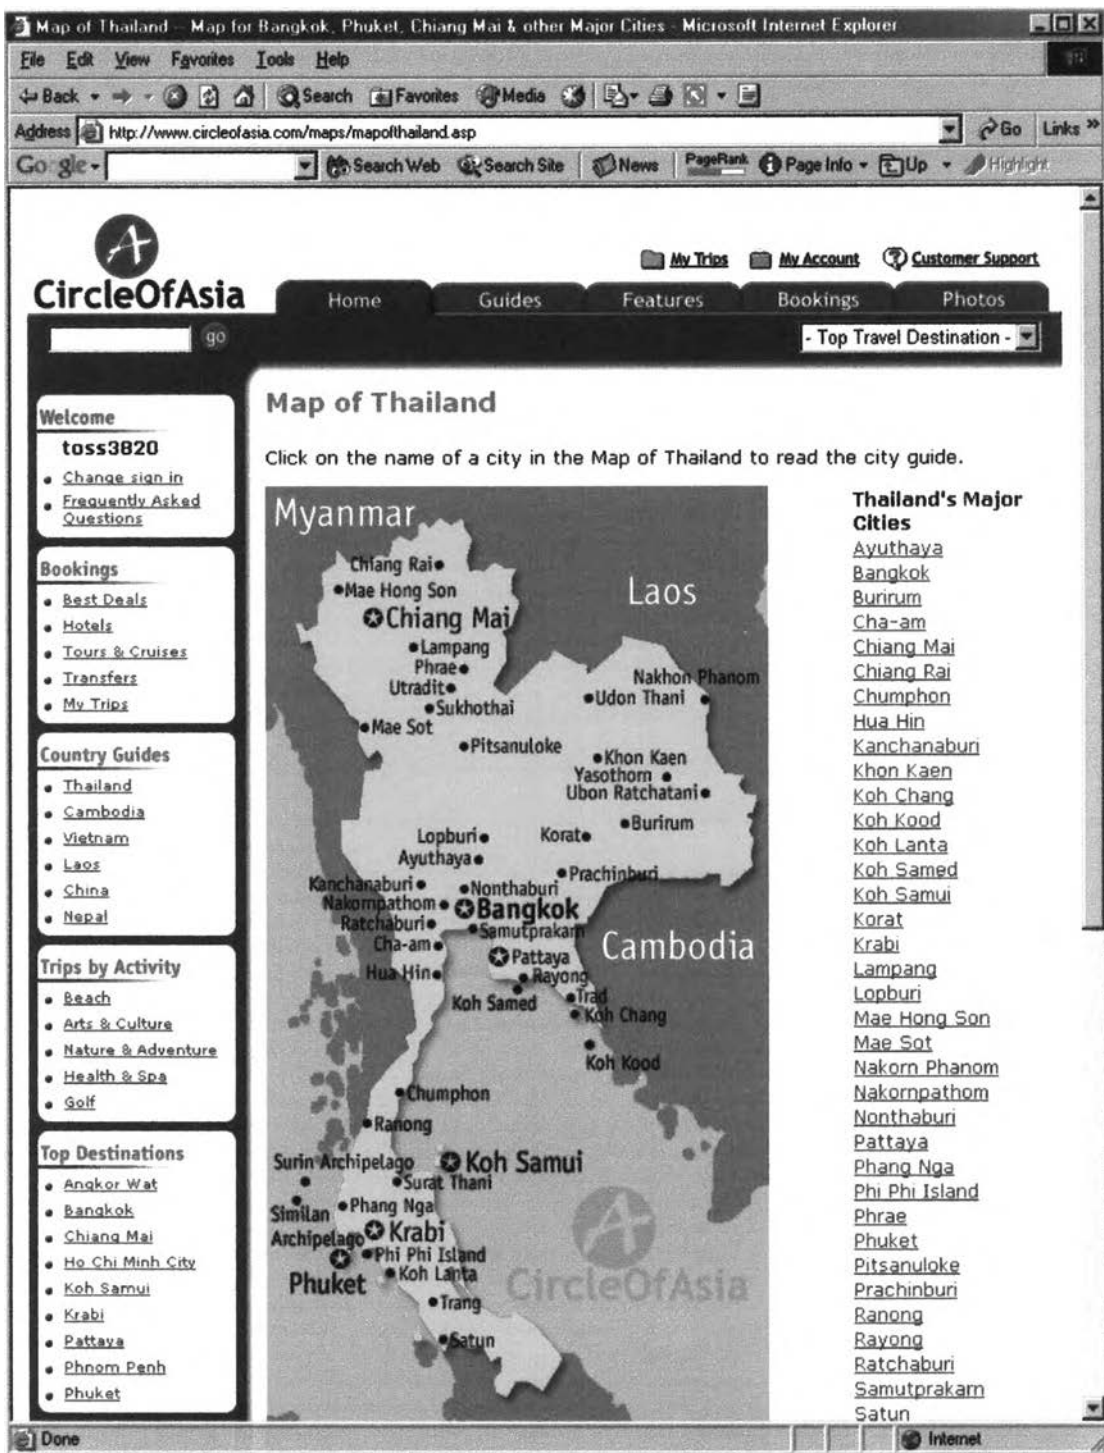 Map of Thailand -- Map for Bangkok, Phuket, Chiang Mai & other Major Cities - Microsoft Internet Explorer
File Edit View Favorites Tools Help
Back Search Favorites Media
Address http://www.circleofasia.com/maps/mapofthailand.asp Go Links »
Google Search Web Search Site News PageRank Page Info Up Highlight
My Trips My Account Customer Support
CircleOfAsia
Home Guides Features Bookings Photos
go
- Top Travel Destination -
Welcome
toss3820
Change sign in
Frequently Asked
Questions
Bookings
Best Deals
Hotels
Tours & Cruises
Transfers
My Trips
Country Guides
Thailand
Cambodia
Vietnam
Laos
China
Nepal
Trips by Activity
Beach
Arts & Culture
Nature & Adventure
Health & Spa
Golf
Top Destinations
Angkor Wat
Bangkok
Chiang Mai
Ho Chi Minh City
Koh Samui
Krabi
Pattaya
Phnom Penh
Phuket
Map of Thailand
Click on the name of a city in the Map of Thailand to read the city guide.
Myanmar
Chiang Rai
Laos
Mae Hong Son
Chiang Mai
Lampang
Phrae
Nakhon Phanom
Utradit
Udon Thani
Sukhothai
Mae Sot
Pitsanuloke
Khon Kaen
Yasothorn
Ubon Ratchatani
Burirum
Lopburi
Korat
Ayuthaya
Prachinburi
Kanchanaburi
Nonthaburi
Nakornpathom
Bangkok
Ratchaburi
Samutprakarn
Cha-am
Cambodia
Pattaya
Hua Hin
Rayong
Koh Samed
Trad
Koh Chang
Koh Kood
Chumphon
Ranong
Surin Archipelago
Koh Samui
Surat Thani
Phang Nga
Similan
Archipelago
Krabi
Phi Phi Island
Phuket
Koh Lanta
CircleOfAsia
Trang
Satun
Thailand's Major
Cities
Ayuthaya
Bangkok
Burirum
Cha-am
Chiang Mai
Chiang Rai
Chumphon
Hua Hin
Kanchanaburi
Khon Kaen
Koh Chang
Koh Kood
Koh Lanta
Koh Samed
Koh Samui
Korat
Krabi
Lampang
Lopburi
Mae Hong Son
Mae Sot
Nakorn Phanom
Nakornpathom
Nonthaburi
Pattaya
Phang Nga
Phi Phi Island
Phrae
Phuket
Pitsanuloke
Prachinburi
Ranong
Rayong
Ratchaburi
Samutprakarn
Satun
Done Internet